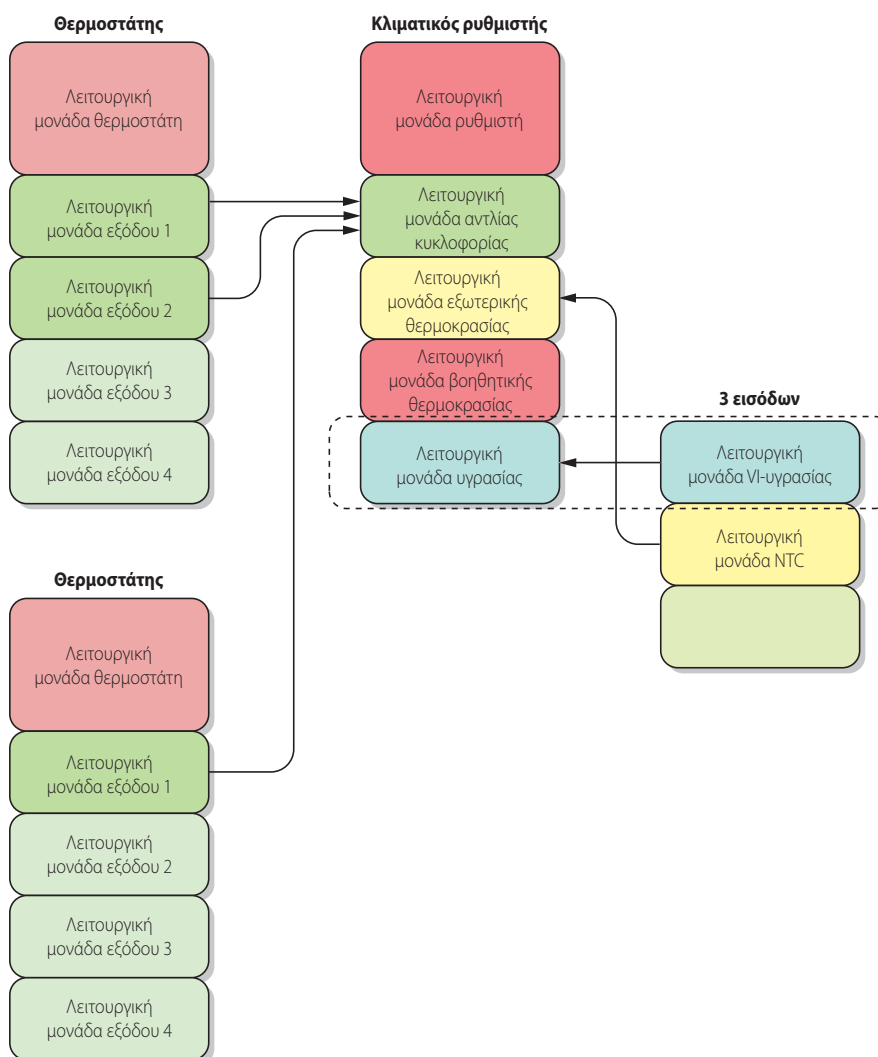 Θερμοστάτης
Λειτουργική
μονάδα θερμοστάτη
Λειτουργική
μονάδα εξόδου 1
Λειτουργική
μονάδα εξόδου 2
Λειτουργική
μονάδα εξόδου 3
Λειτουργική
μονάδα εξόδου 4
Κλιματικός ρυθμιστής
Λειτουργική
μονάδα ρυθμιστή
Λειτουργική
μονάδα αντλίας
κυκλοφορίας
Λειτουργική
μονάδα εξωτερικής
θερμοκρασίας
Λειτουργική
μονάδα βοηθητικής
θερμοκρασίας
Λειτουργική
μονάδα υγρασίας
3 εισόδων
Λειτουργική
μονάδα VI-υγρασίας
Λειτουργική
μονάδα NTC
Θερμοστάτης
Λειτουργική
μονάδα θερμοστάτη
Λειτουργική
μονάδα εξόδου 1
Λειτουργική
μονάδα εξόδου 2
Λειτουργική
μονάδα εξόδου 3
Λειτουργική
μονάδα εξόδου 4